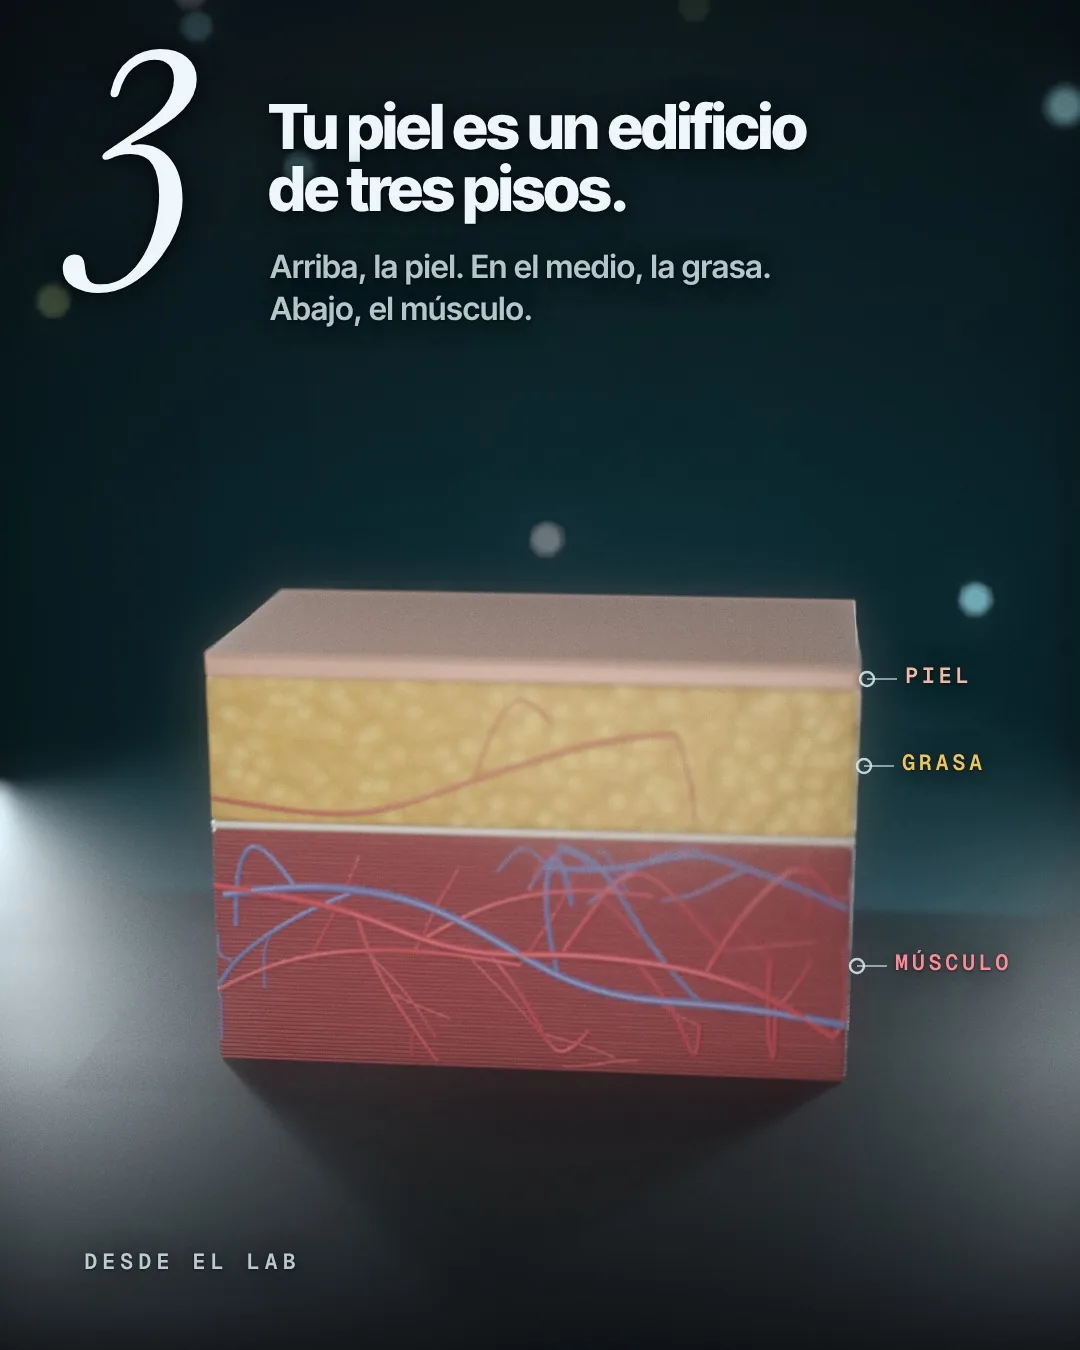 3
Tu piel es un edificio
de tres pisos.
Arriba, la piel. En el medio, la grasa.
Abajo, el músculo.
PIEL
GRASA
MÚSCULO
DESDE EL LAB